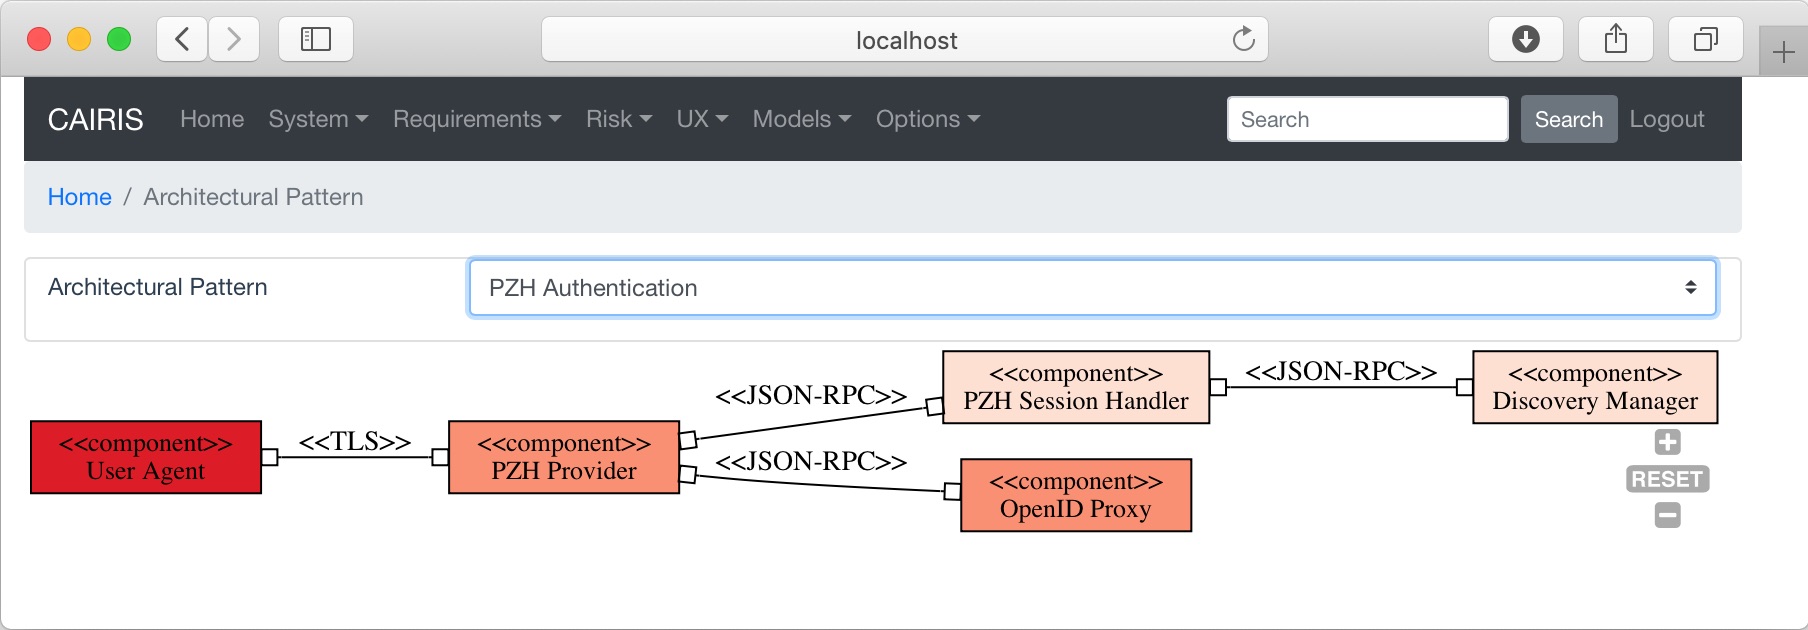 localhost
CAIRIS Home System Requirements Risk UX Models Options Search Search Logout
Home / Architectural Pattern
Architectural Pattern PZH Authentication
<<component>>
User Agent
<<TLS>>
<<component>>
PZH Provider
<<JSON-RPC>>
<<JSON-RPC>>
<<component>>
PZH Session Handler
<<component>>
OpenID Proxy
<<JSON-RPC>>
<<component>>
Discovery Manager
RESET